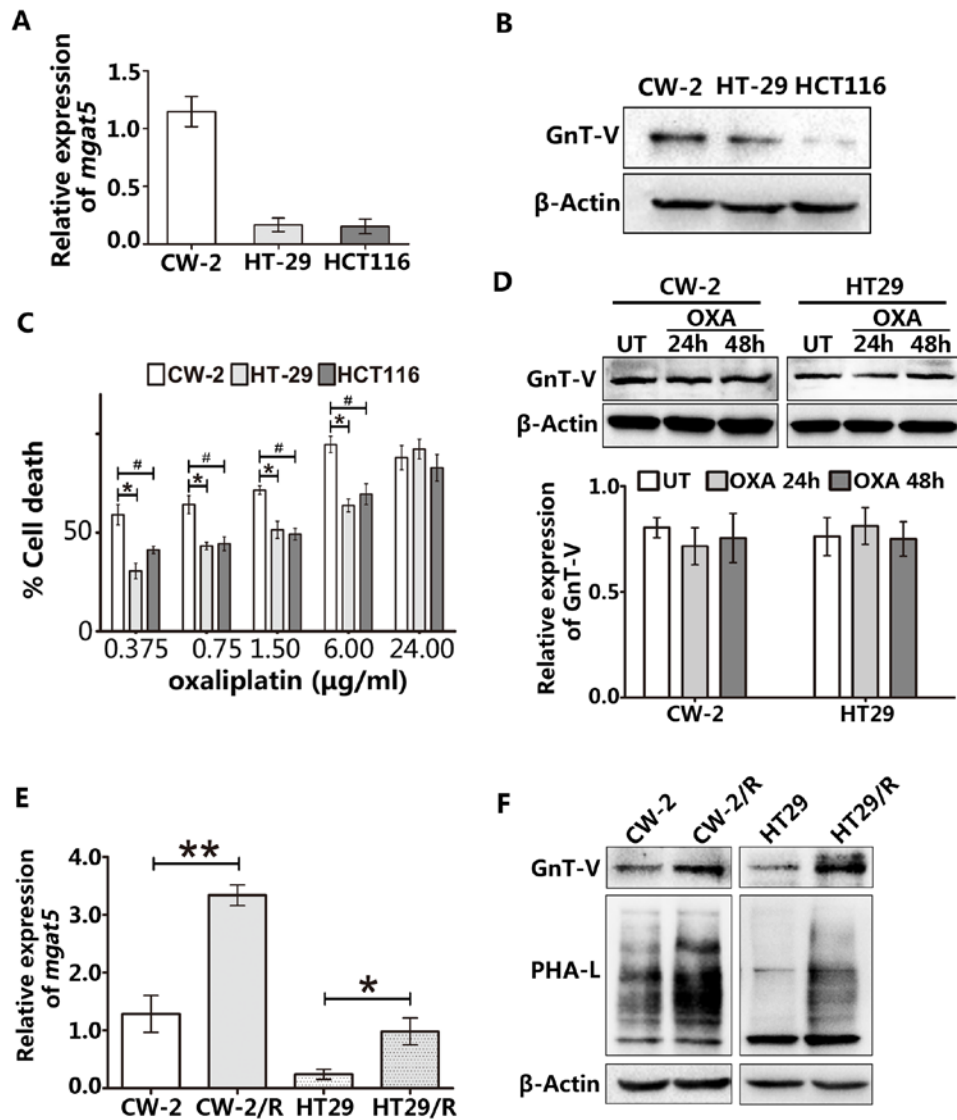 A
Relative expression
of mgat5
1.5
1.0
0.5
0.0
CW-2 HT-29 HCT116
B
CW-2 HT-29 HCT116
GnT-V
β-Actin
C
CW-2 HT-29 HCT116
% Cell death
50
0
# # # #
* * * *
0.375 0.75 1.50 6.00 24.00
oxaliplatin (μg/ml)
D
CW-2 HT29
OXA OXA
UT 24h 48h UT 24h 48h
GnT-V
β-Actin
UT OXA 24h OXA 48h
Relative expression
of GnT-V
1.0
0.5
0.0
CW-2 HT29
E
Relative expression
of mgat5
4.0
3.0
2.0
1.0
0.0
** *
CW-2 CW-2/R HT29 HT29/R
F
CW-2 CW-2/R HT29 HT29/R
GnT-V
PHA-L
β-Actin